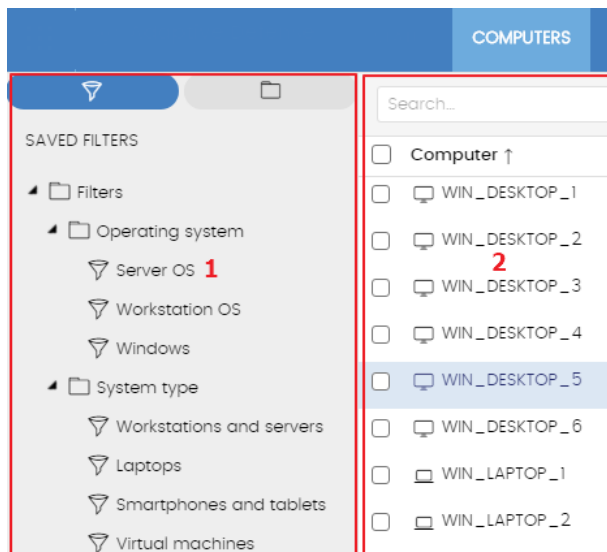 COMPUTERS
SAVED FILTERS
Filters
Operating system
Server OS 1
Workstation OS
Windows
System type
Workstations and servers
Laptops
Smartphones and tablets
Virtual machines
Search...
Computer ↑
WIN_DESKTOP_1
WIN_DESKTOP_2
2
WIN_DESKTOP_3
WIN_DESKTOP_4
WIN_DESKTOP_5
WIN_DESKTOP_6
WIN_LAPTOP_1
WIN_LAPTOP_2